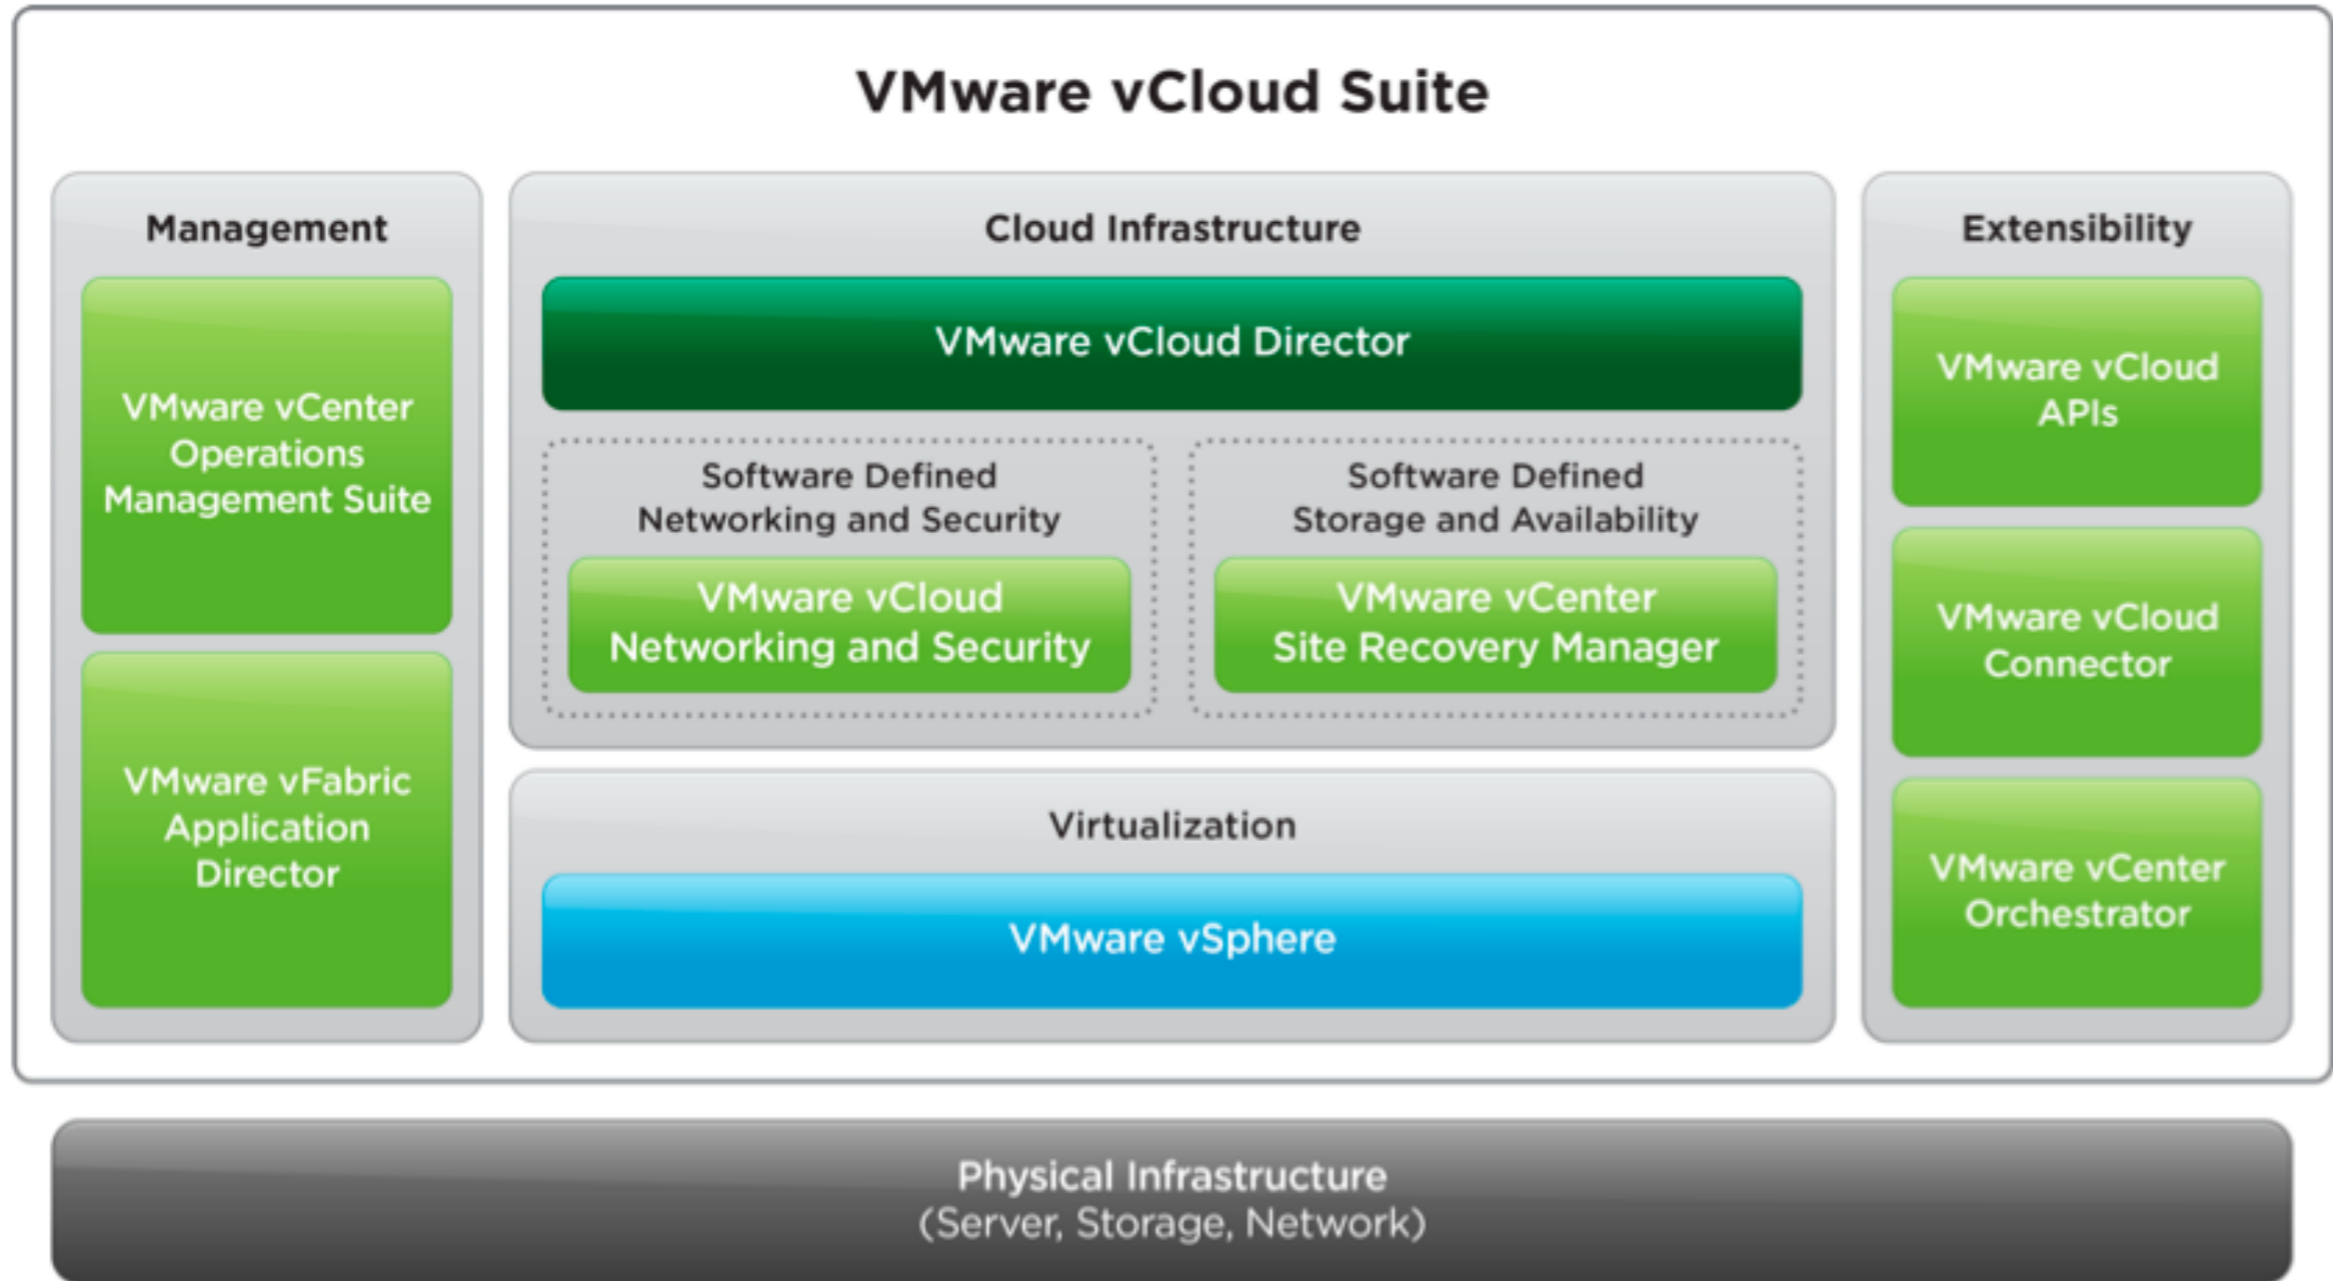 VMware vCloud Suite
Management
VMware vCenter
Operations
Management Suite
VMware vFabric
Application
Director
Cloud Infrastructure
VMware vCloud Director
Software Defined
Networking and Security
VMware vCloud
Networking and Security
Software Defined
Storage and Availability
VMware vCenter
Site Recovery Manager
Virtualization
VMware vSphere
Extensibility
VMware vCloud
APIs
VMware vCloud
Connector
VMware vCenter
Orchestrator
Physical Infrastructure
(Server, Storage, Network)